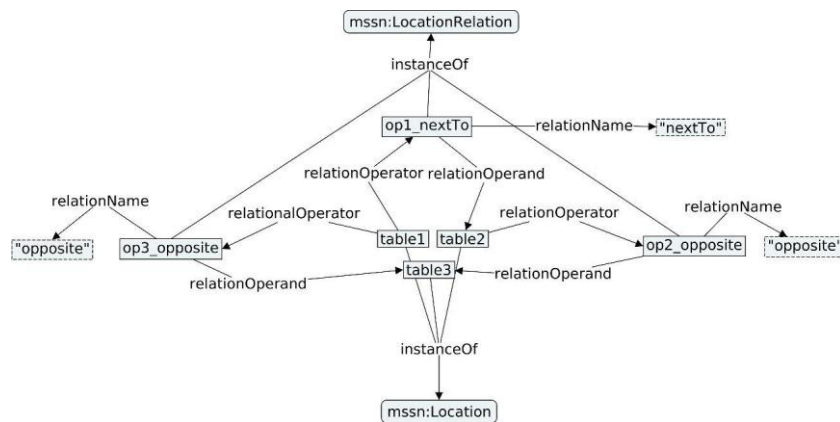 mssn:LocationRelation
instanceOf
op1_nextTo
relationName
"nextTo"
relationOperator
relationOperand
relationName
relationName
relationalOperator
table1
table2
relationOperator
"opposite"
op3_opposite
op2_opposite
"opposite"
table3
relationOperand
relationOperand
instanceOf
mssn:Location